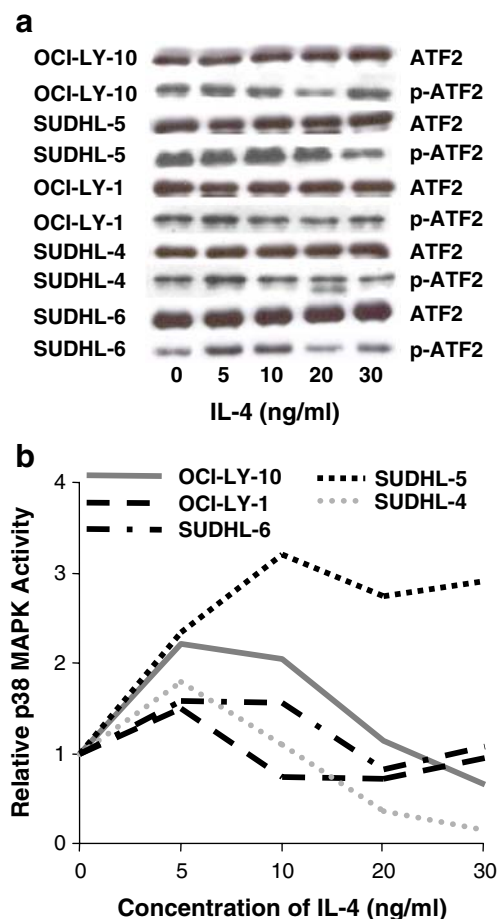 a
OCI-LY-10 ATF2
OCI-LY-10 p-ATF2
SUDHL-5 ATF2
SUDHL-5 p-ATF2
OCI-LY-1 ATF2
OCI-LY-1 p-ATF2
SUDHL-4 ATF2
SUDHL-4 p-ATF2
SUDHL-6 ATF2
SUDHL-6 p-ATF2
0 5 10 20 30
IL-4 (ng/ml)
b
OCI-LY-10 SUDHL-5
OCI-LY-1 SUDHL-4
SUDHL-6
Relative p38 MAPK Activity
4
3
2
1
0
0 5 10 20 30
Concentration of IL-4 (ng/ml)